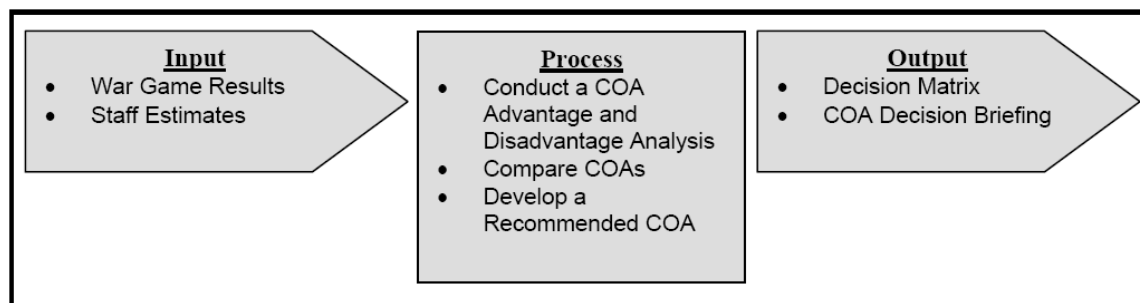 Input
• War Game Results
• Staff Estimates
Process
• Conduct a COA
Advantage and
Disadvantage Analysis
• Compare COAs
• Develop a
Recommended COA
Output
• Decision Matrix
• COA Decision Briefing